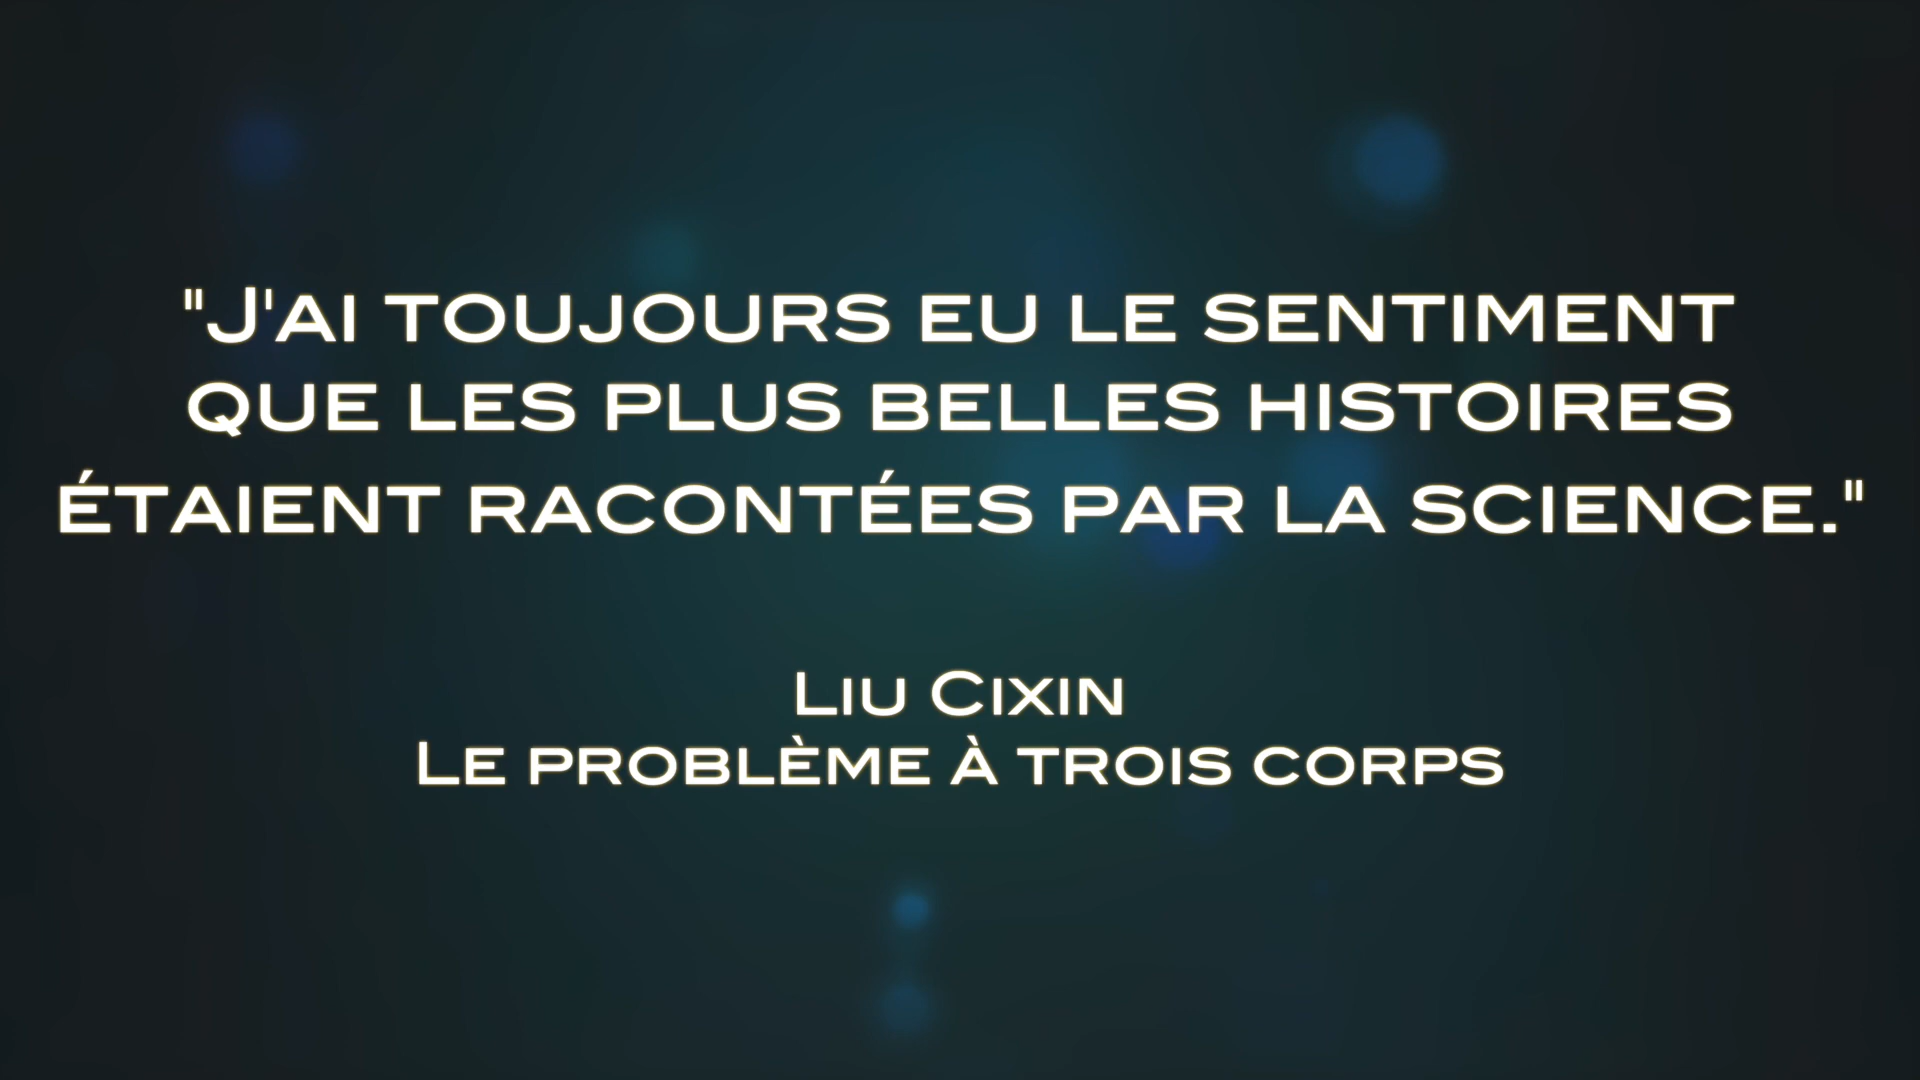 "J'ai toujours eu le sentiment
que les plus belles histoires
étaient racontées par la science."
Liu Cixin
Le problème à trois corps